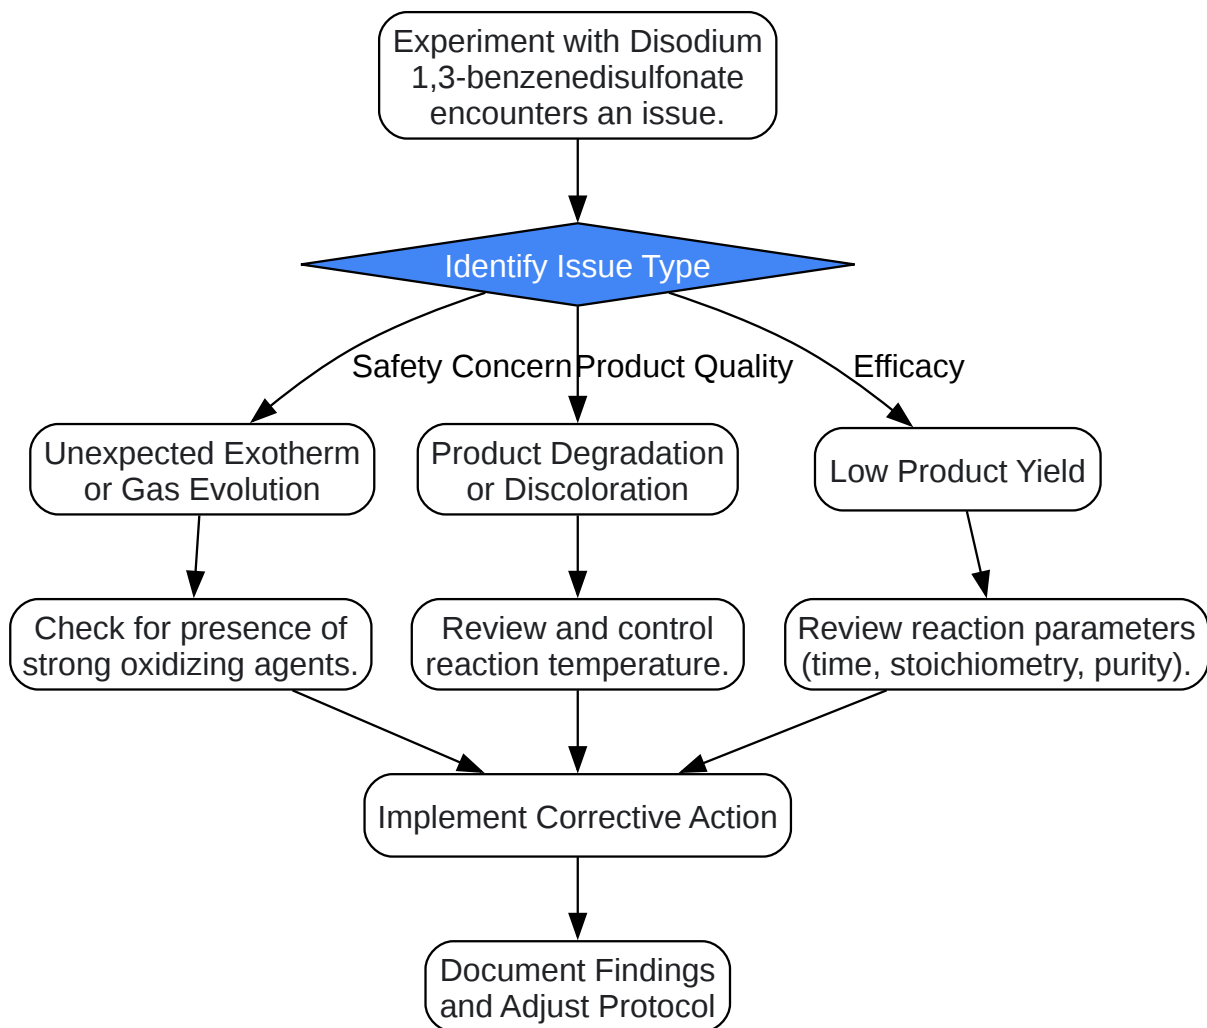 Experiment with Disodium
1,3-benzenedisulfonate
encounters an issue.
Identify Issue Type
Safety Concern
Product Quality
Efficacy
Unexpected Exotherm
or Gas Evolution
Product Degradation
or Discoloration
Low Product Yield
Check for presence of
strong oxidizing agents.
Review and control
reaction temperature.
Review reaction parameters
(time, stoichiometry, purity).
Implement Corrective Action
Document Findings
and Adjust Protocol